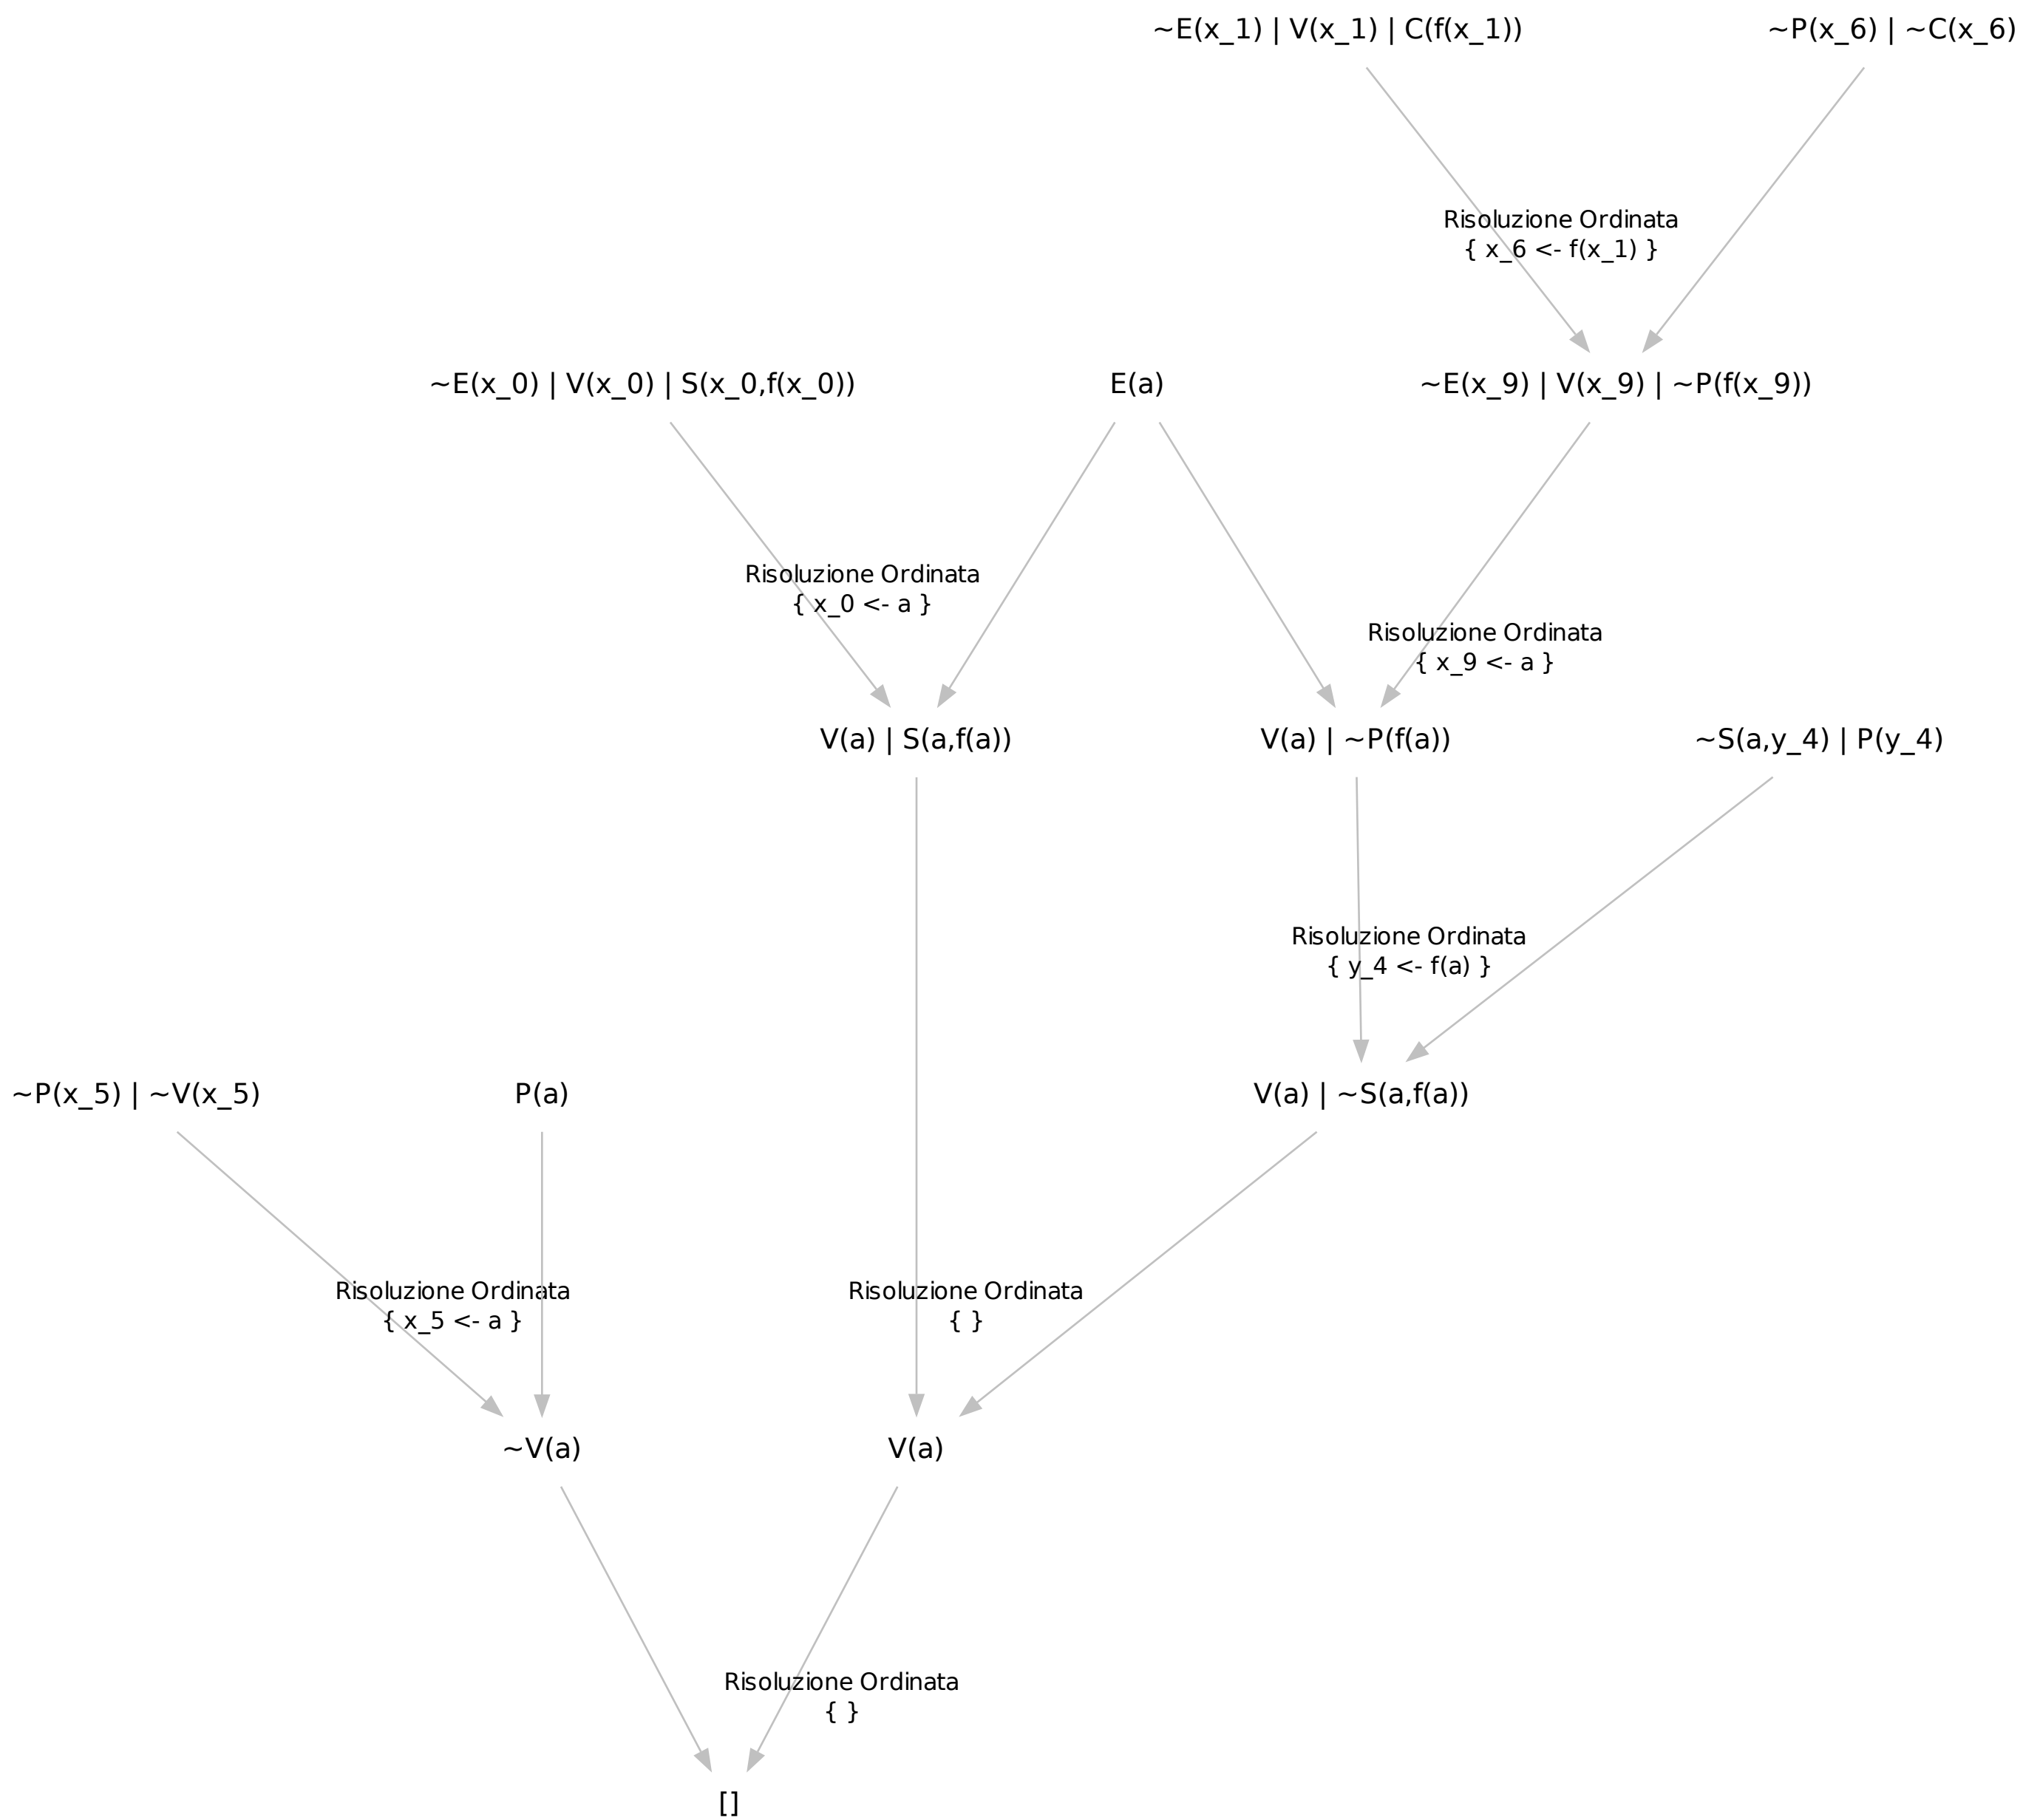 ~E(x_1) | V(x_1) | C(f(x_1))
~P(x_6) | ~C(x_6)
Risoluzione Ordinata
{ x_6 <- f(x_1) }
~E(x_0) | V(x_0) | S(x_0,f(x_0))
E(a)
~E(x_9) | V(x_9) | ~P(f(x_9))
Risoluzione Ordinata
{ x_0 <- a }
Risoluzione Ordinata
{ x_9 <- a }
V(a) | S(a,f(a))
V(a) | ~P(f(a))
~S(a,y_4) | P(y_4)
Risoluzione Ordinata
{ y_4 <- f(a) }
~P(x_5) | ~V(x_5)
P(a)
V(a) | ~S(a,f(a))
Risoluzione Ordinata
{ x_5 <- a }
Risoluzione Ordinata
{ }
~V(a)
V(a)
Risoluzione Ordinata
{ }
[]